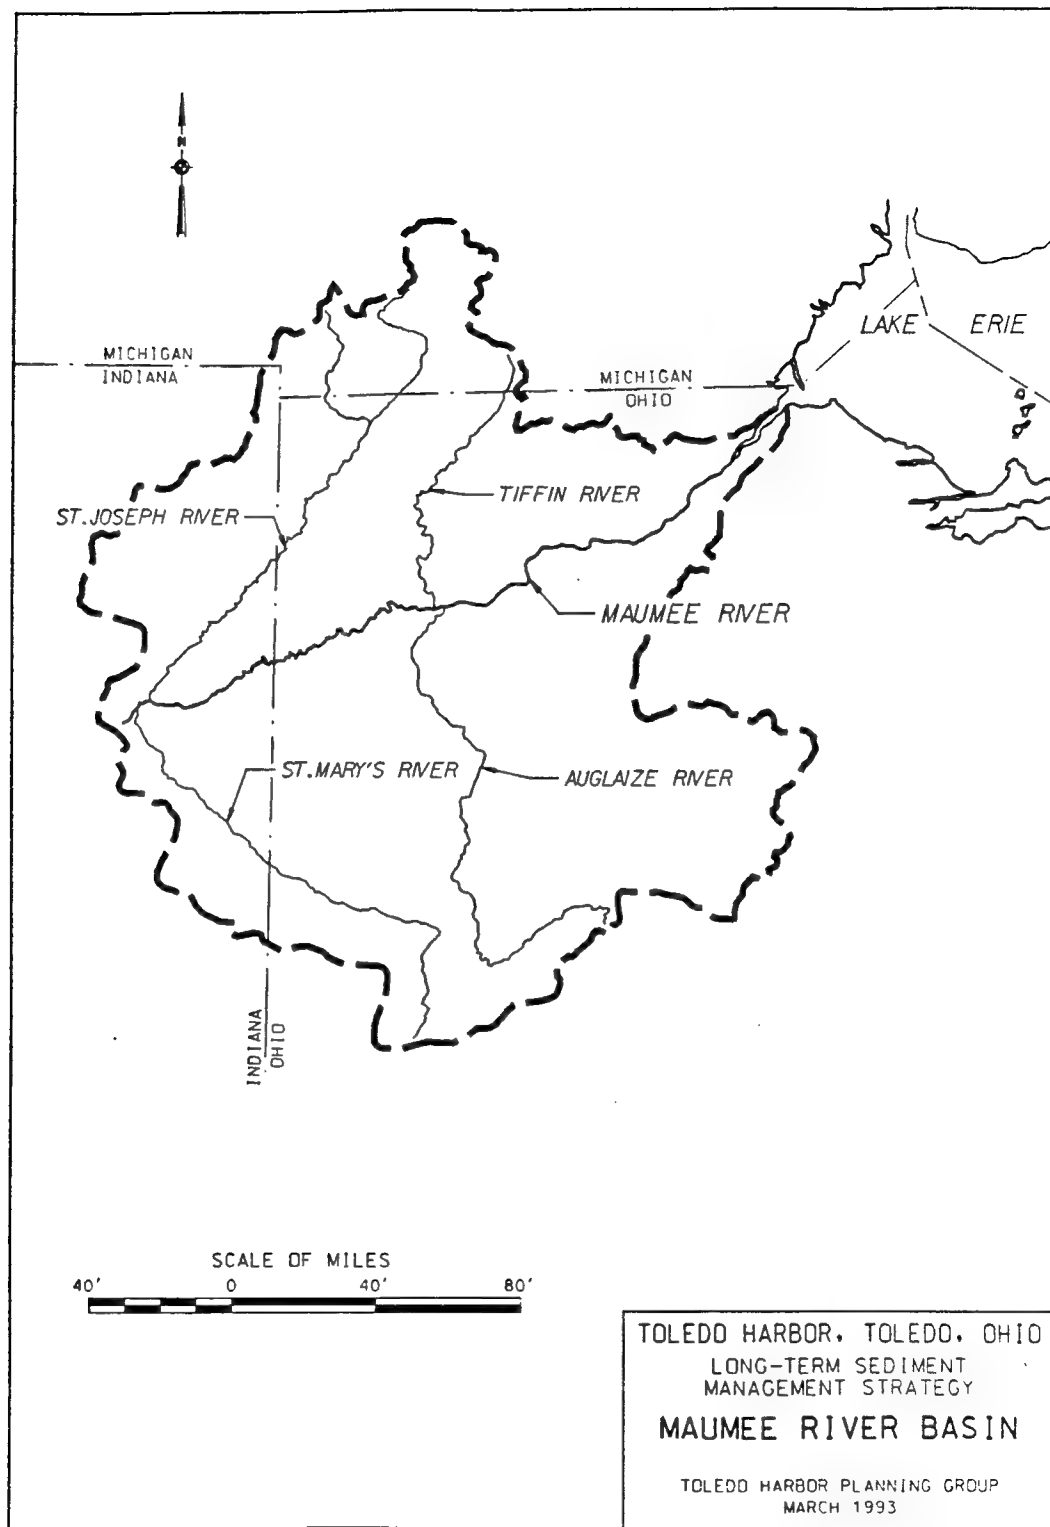 N
LAKE ERIE
MICHIGAN
INDIANA
MICHIGAN
OHIO
TIFFIN RIVER
ST.JOSEPH RIVER
MAUMEE RIVER
ST.MARY'S RIVER
AUGLAIZE RIVER
INDIANA
OHIO
SCALE OF MILES
40' 0 40' 80'
TOLEDO HARBOR, TOLEDO, OHIO
LONG-TERM SEDIMENT
MANAGEMENT STRATEGY
MAUMEE RIVER BASIN
TOLEDO HARBOR PLANNING GROUP
MARCH 1993